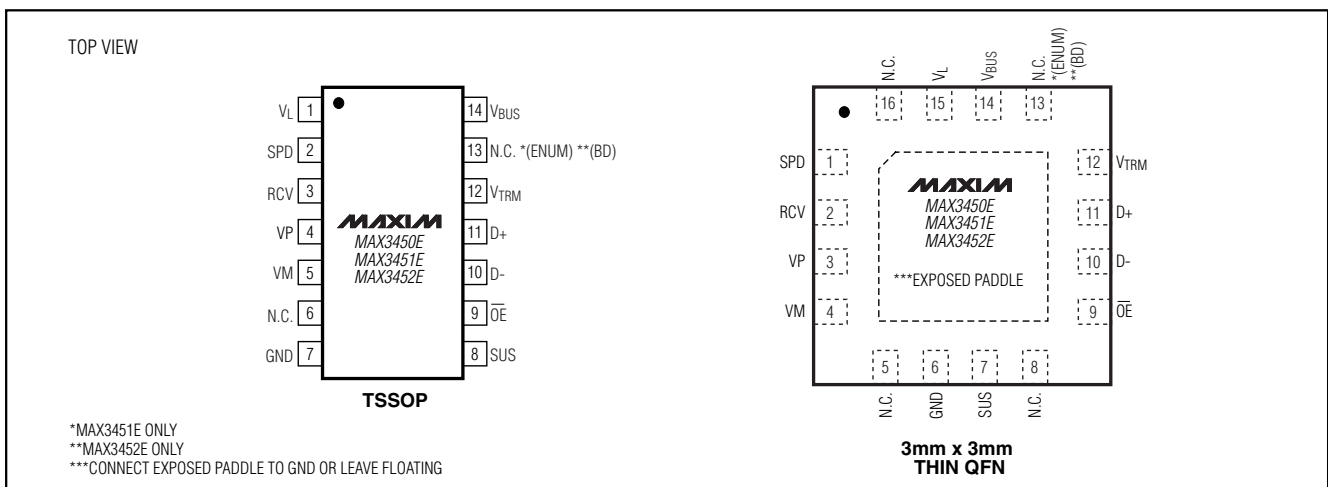 TOP VIEW
VL 1
SPD 2
RCV 3
VP 4
VM 5
N.C. 6
GND 7
14 VBUS
13 N.C. *(ENUM) **(BD)
12 VTRM
11 D+
10 D-
9 OE
8 SUS
MAXIM
MAX3450E
MAX3451E
MAX3452E
TSSOP
*MAX3451E ONLY
**MAX3452E ONLY
***CONNECT EXPOSED PADDLE TO GND OR LEAVE FLOATING
N.C.
VL
VBUS
N.C.
*(ENUM)
**(BD)
16 15 14 13
SPD 1
RCV 2
VP 3
VM 4
12 VTRM
11 D+
10 D-
9 OE
MAXIM
MAX3450E
MAX3451E
MAX3452E
***EXPOSED PADDLE
5 6 7 8
N.C.
GND
SUS
N.C.
3mm x 3mm
THIN QFN